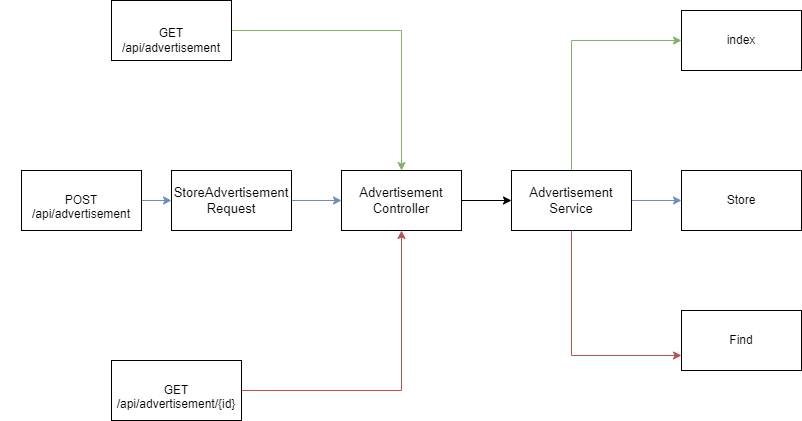 GET
/api/advertisement
index
POST
/api/advertisement
StoreAdvertisement
Request
Advertisement
Controller
Advertisement
Service
Store
Find
GET
/api/advertisement/{id}